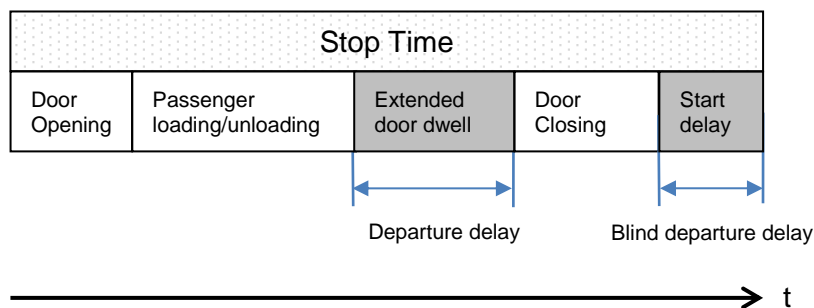 Stop Time
Door
Opening
Passenger
loading/unloading
Extended
door dwell
Door
Closing
Start
delay
Departure delay
Blind departure delay
t